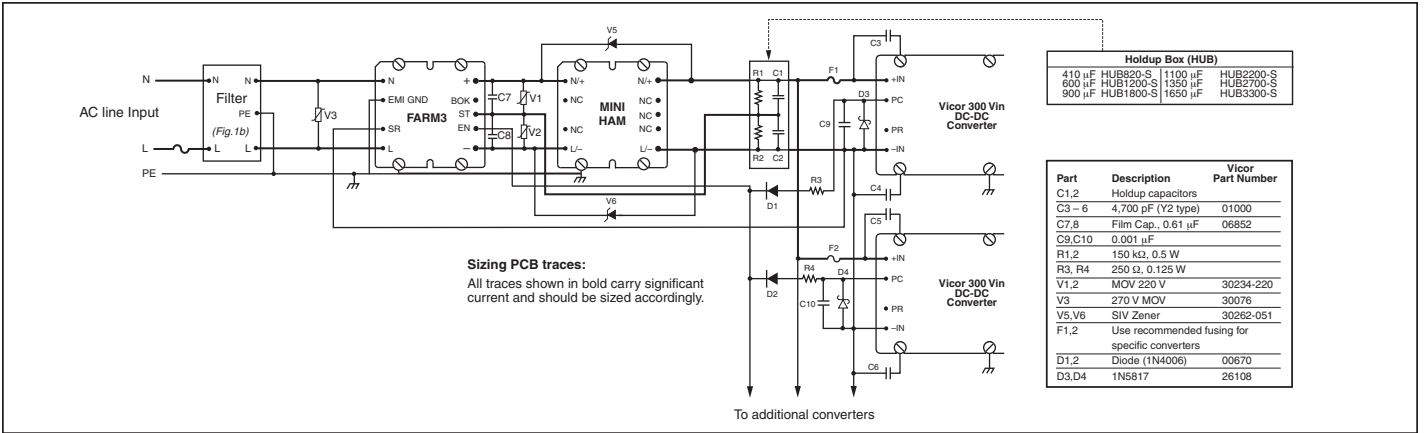 AC line Input
N
L
PE
N
N
Filter
PE
(Fig.1b)
L
L
V3
N
EMI GND
SR
L
FARM3
+
BOK
ST
EN
–
C7
C8
V1
V2
V5
V6
N/+
NC
NC
L/–
MINI
HAM
N/+
NC
NC
NC
L/–
R1
C1
R2
C2
F1
C3
D3
C9
+IN
PC
PR
–IN
Vicor 300 Vin
DC-DC
Converter
R3
D1
C4
C5
F2
R4
D2
D4
C10
+IN
PC
PR
–IN
Vicor 300 Vin
DC-DC
Converter
C6
To additional converters
Sizing PCB traces:
All traces shown in bold carry significant
current and should be sized accordingly.
Holdup Box (HUB)
410 µF HUB820-S 1100 µF HUB2200-S
600 µF HUB1200-S 1350 µF HUB2700-S
900 µF HUB1800-S 1650 µF HUB3300-S
Part Description Vicor Part Number
C1,2 Holdup capacitors
C3 – 6 4,700 pF (Y2 type) 01000
C7,8 Film Cap., 0.61 µF 06852
C9,C10 0.001 µF
R1,2 150 kΩ, 0.5 W
R3, R4 250 Ω, 0.125 W
V1,2 MOV 220 V 30234-220
V3 270 V MOV 30076
V5,V6 SIV Zener 30262-051
F1,2 Use recommended fusing for
specific converters
D1,2 Diode (1N4006) 00670
D3,D4 1N5817 26108